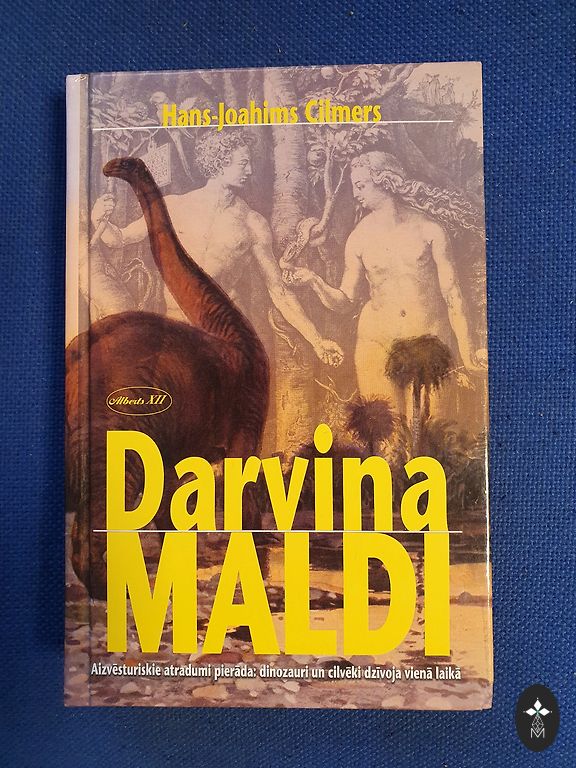 Hans-Joahims Cilmers
Alberts XII
Darvina
MALDI
Aizvēsturiskie atradumi pierāda: dinozauri un cilvēki dzīvoja vienā laikā
M